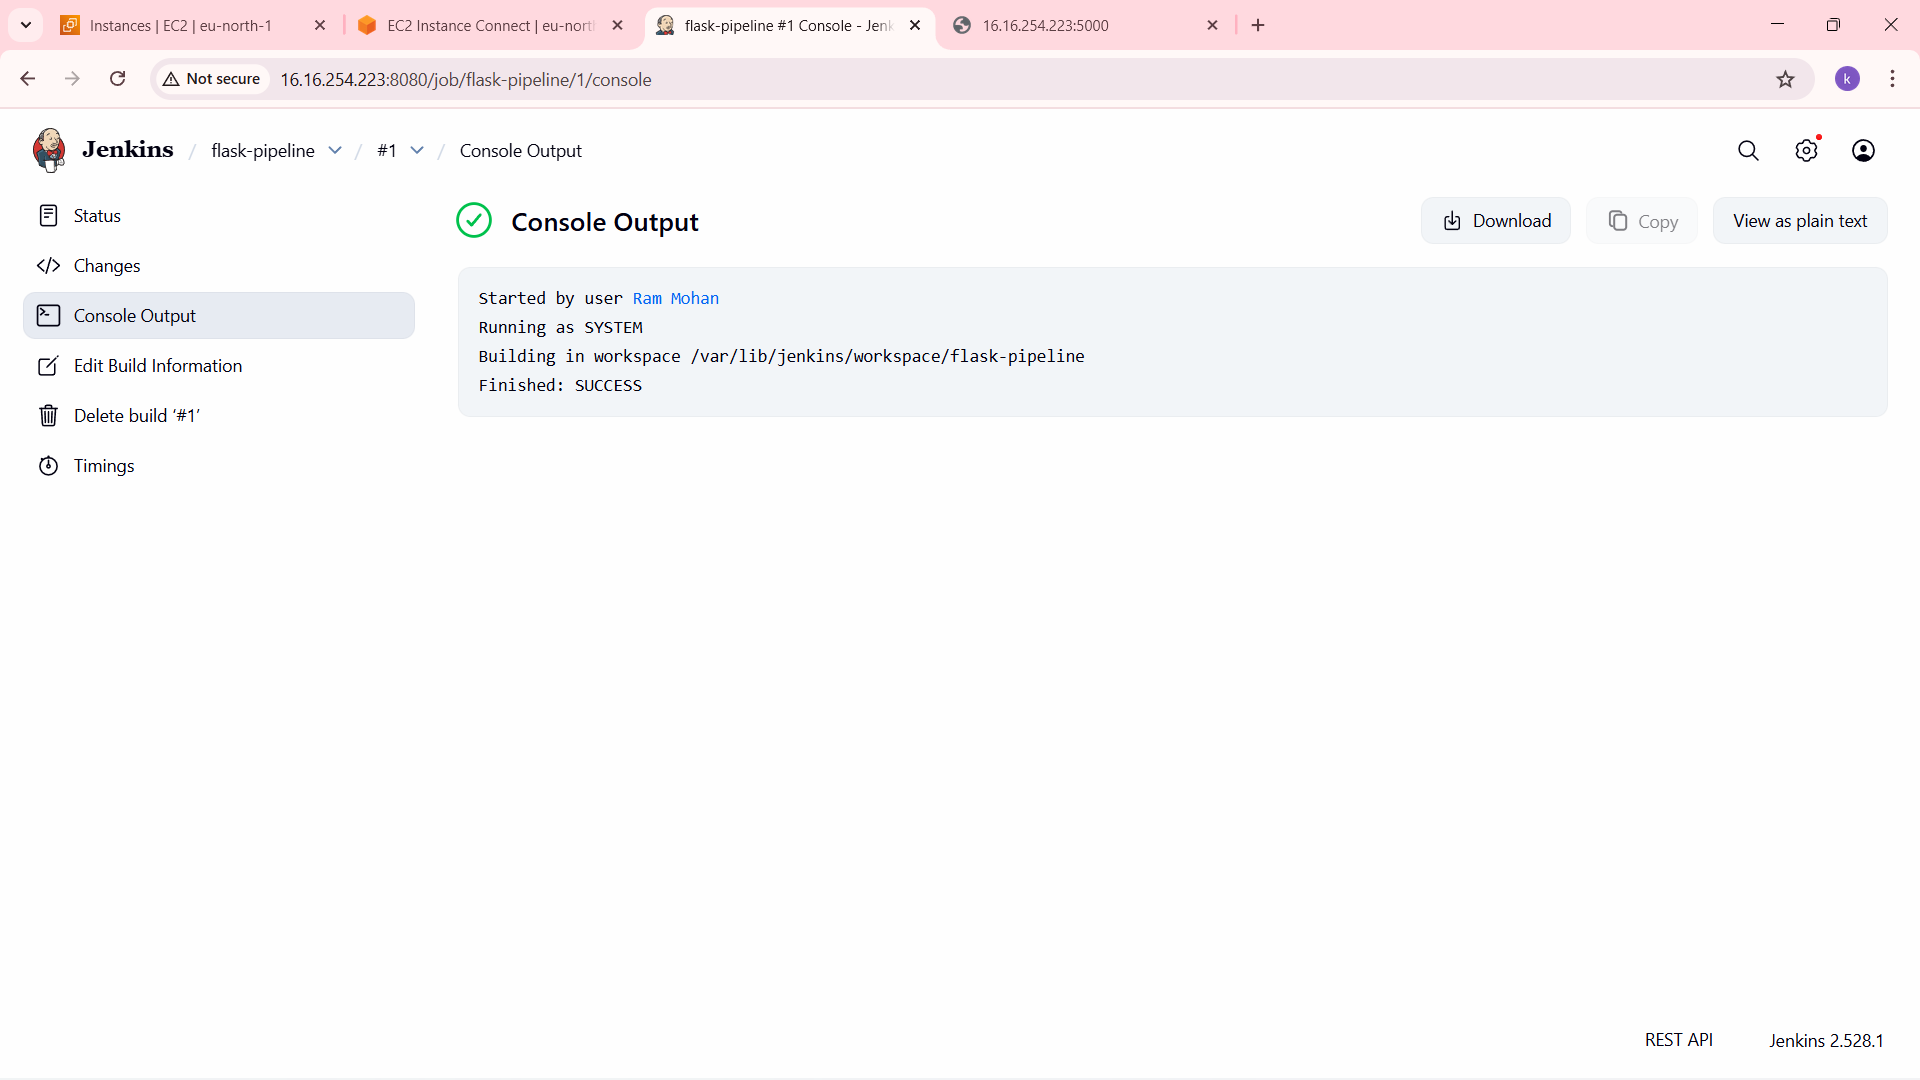 Instances | EC2 | eu-north-1
EC2 Instance Connect | eu-nort
flask-pipeline #1 Console - Jenk
16.16.254.223:5000
Not secure
16.16.254.223:8080/job/flask-pipeline/1/console
k
Jenkins / flask-pipeline / #1 / Console Output
Status
Changes
Console Output
Edit Build Information
Delete build ‘#1’
Timings
Console Output
Download
Copy
View as plain text
Started by user Ram Mohan
Running as SYSTEM
Building in workspace /var/lib/jenkins/workspace/flask-pipeline
Finished: SUCCESS
REST API
Jenkins 2.528.1